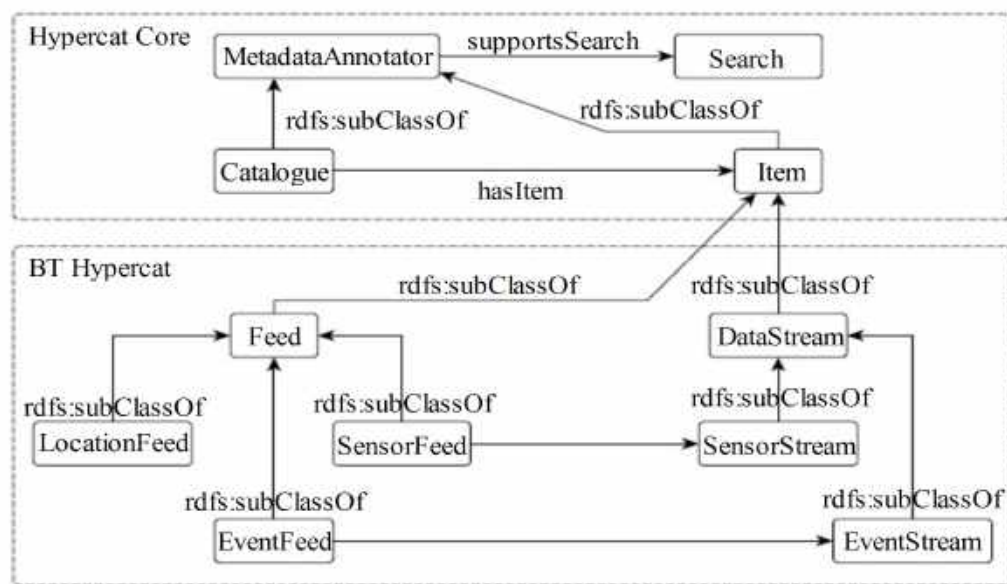 Hypercat Core
MetadataAnnotator
supportsSearch
Search
rdfs:subClassOf
rdfs:subClassOf
Catalogue
hasItem
Item
BT Hypercat
rdfs:subClassOf
rdfs:subClassOf
Feed
DataStream
rdfs:subClassOf
rdfs:subClassOf
rdfs:subClassOf
LocationFeed
SensorFeed
SensorStream
rdfs:subClassOf
rdfs:subClassOf
EventFeed
EventStream